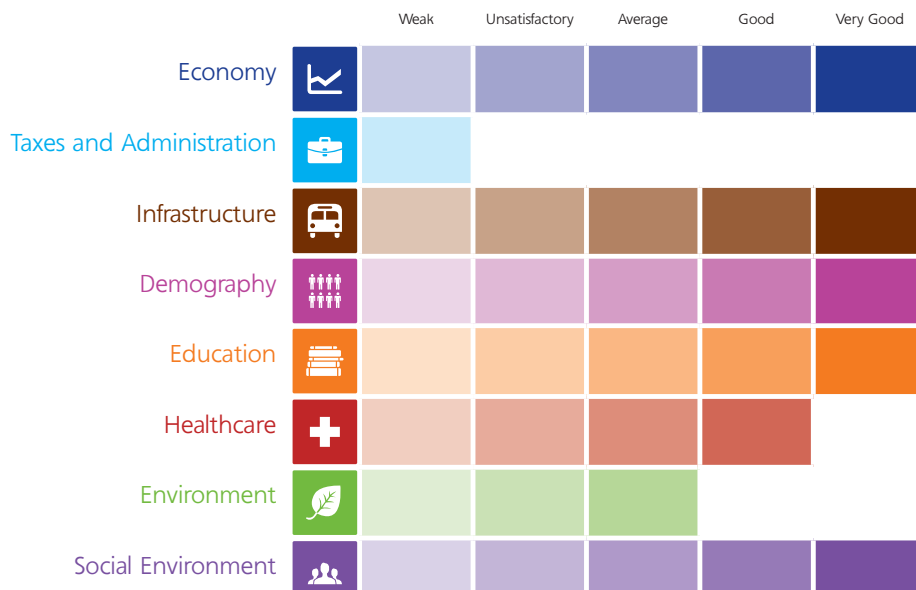 Weak Unsatisfactory Average Good Very Good
Economy
Taxes and Administration
Infrastructure
Demography
Education
Healthcare
Environment
Social Environment